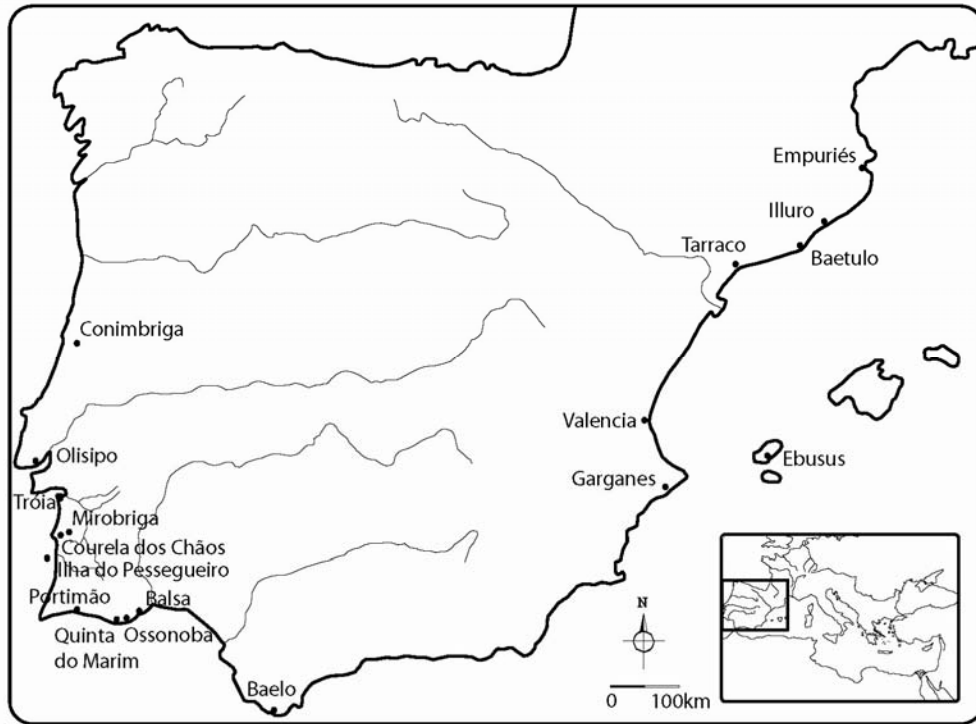 Empuriés
Illuro
Tarraco
Baetulo
Conimbriga
Valencia
Olisipo
Ebusus
Garganes
Tróia
Mirobriga
Courela dos Chãos
Ilha do Pessegueiro
Portimão
Balsa
Quinta
do Marim
Ossonoba
Baelo
N
0 100km